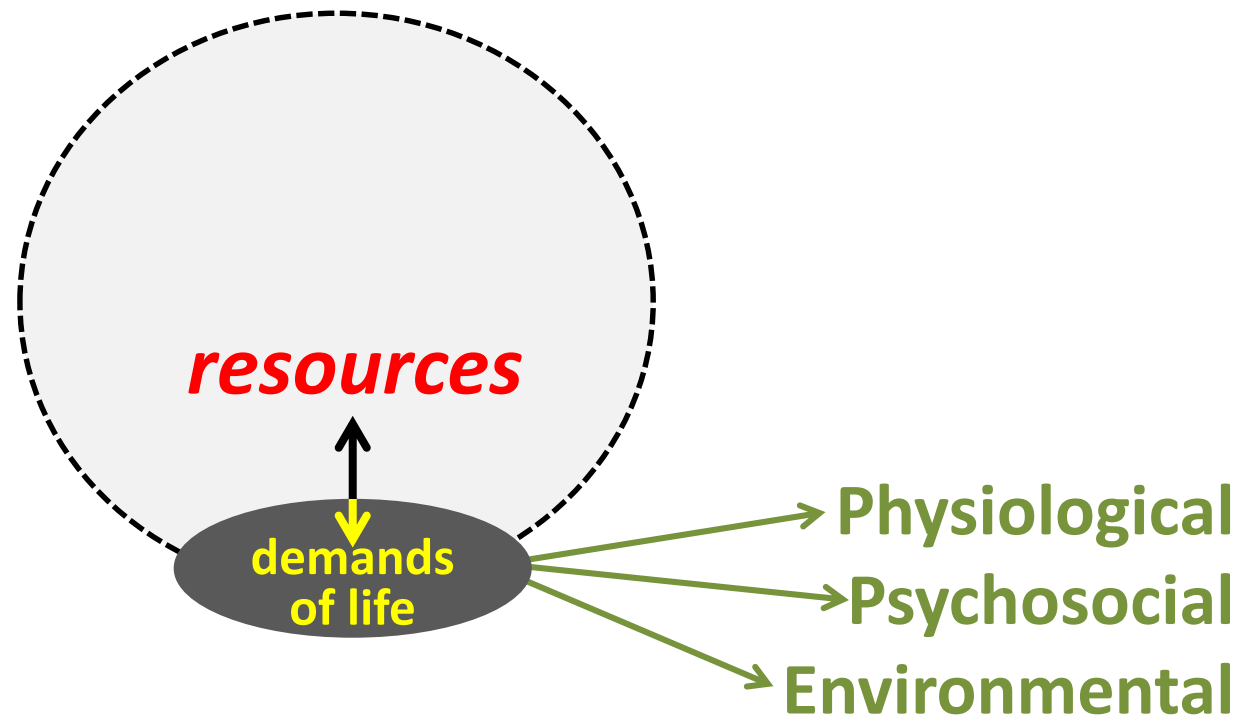 resources
demands
of life
Physiological
Psychosocial
Environmental